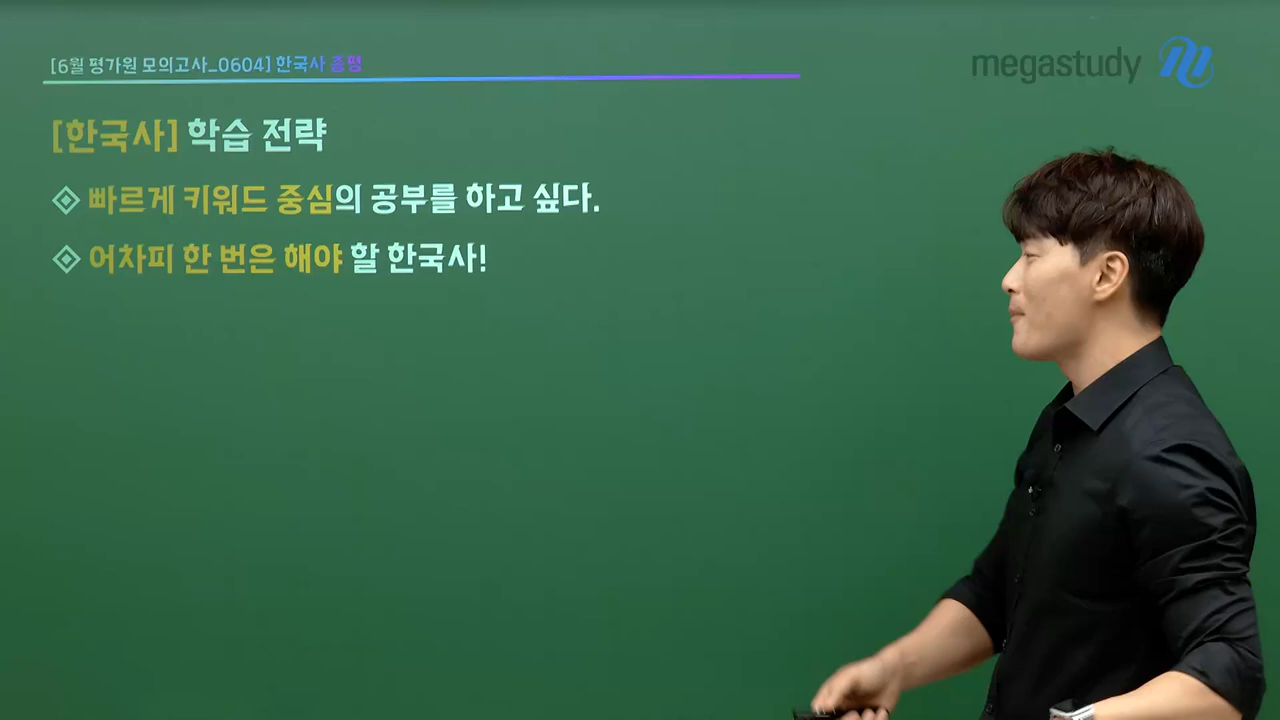 [6월 평가원 모의고사_0604] 한국사 총평
megastudy
[한국사] 학습 전략
빠르게 키워드 중심의 공부를 하고 싶다.
어차피 한 번은 해야 할 한국사!